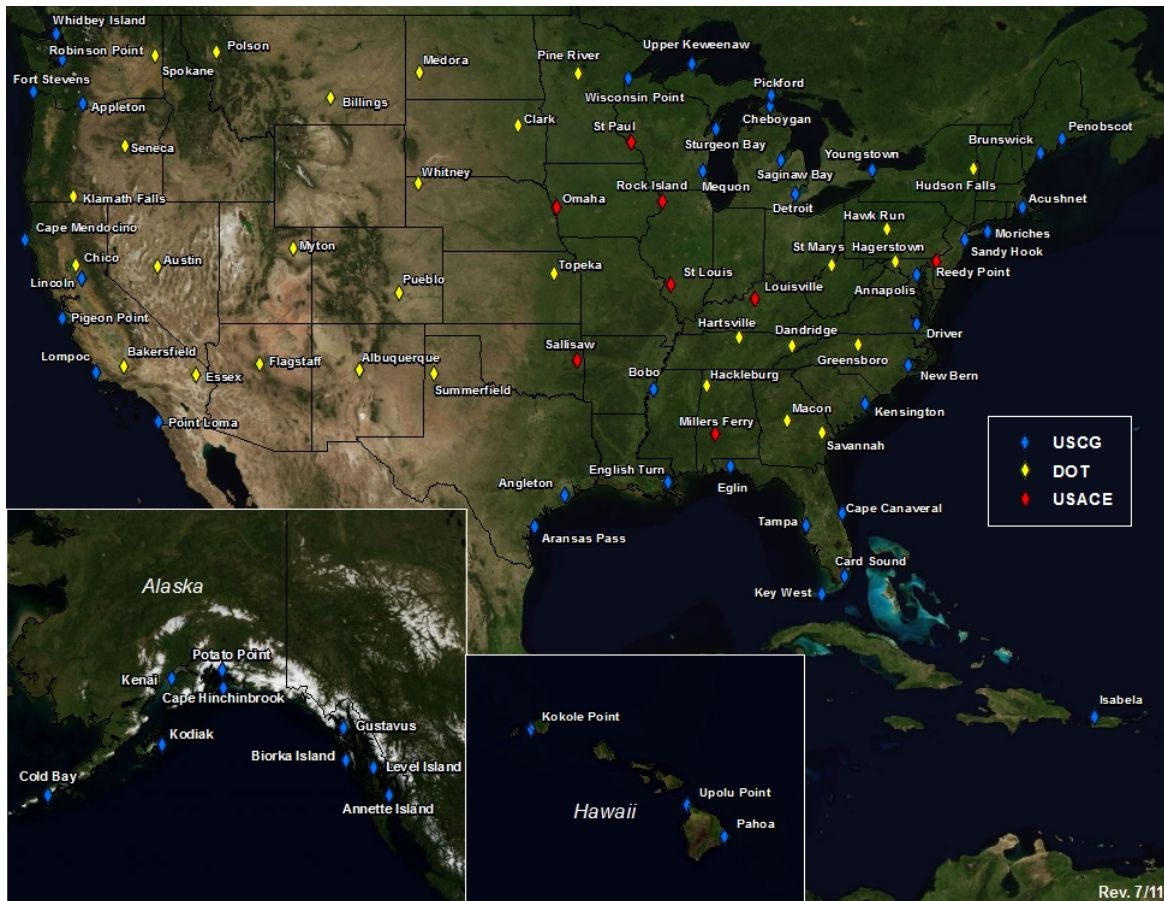 Whidbey Island
Robinson Point
Spokane
Polson
Fort Stevens
Appleton
Billings
Medora
Pine River
Upper Keweenaw
Wisconsin Point
Pickford
Cheboygan
Clark
St Paul
Sturgeon Bay
Saginaw Bay
Youngstown
Brunswick
Penobscot
Seneca
Klamath Falls
Whitney
Omaha
Rock Island
Mequon
Detroit
Hudson Falls
Acushnet
Cape Mendocino
Hawk Run
Moriches
Sandy Hook
Chico
Lincoln
Austin
Myton
Pueblo
Topeka
St Louis
Louisville
St Marys
Hagerstown
Reedy Point
Annapolis
Pigeon Point
Hartsville
Dandridge
Greensboro
Driver
Lompoc
Bakersfield
Essex
Flagstaff
Albuquerque
Summerfield
Sallisaw
Bobo
Hackleburg
New Bern
Point Loma
Millers Ferry
Macon
Savannah
Kensington
USCG
DOT
USACE
Angleton
English Turn
Eglin
Aransas Pass
Tampa
Cape Canaveral
Card Sound
Key West
Alaska
Potato Point
Kenai
Cape Hinchinbrook
Kodiak
Gustavus
Biorka Island
Level Island
Cold Bay
Annette Island
Kokole Point
Hawaii
Upolu Point
Pahoa
Isabela
Rev. 7/11